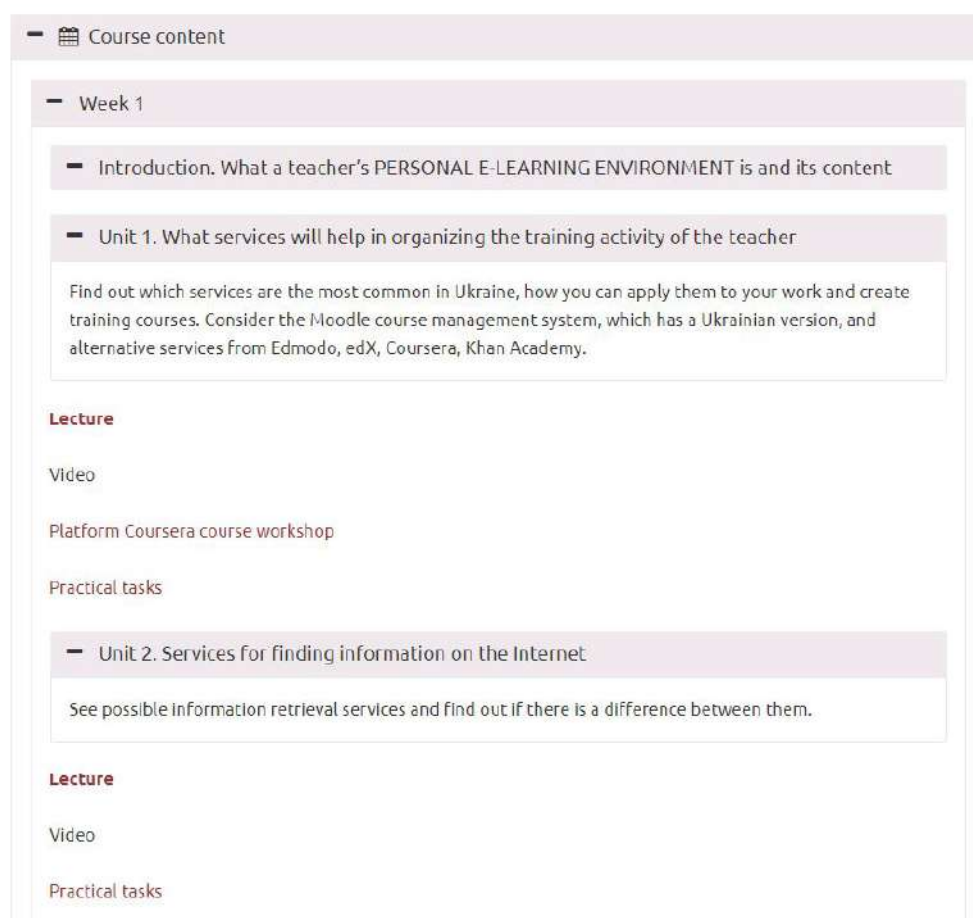 Course content
Week 1
Introduction. What a teacher's PERSONAL E-LEARNING ENVIRONMENT is and its content
Unit 1. What services will help in organizing the training activity of the teacher
Find out which services are the most common in Ukraine, how you can apply them to your work and create
training courses. Consider the Moodle course management system, which has a Ukrainian version, and
alternative services from Edmodo, edX, Coursera, Khan Academy.
Lecture
Video
Platform Coursera course workshop
Practical tasks
Unit 2. Services for finding information on the Internet
See possible information retrieval services and find out if there is a difference between them.
Lecture
Video
Practical tasks